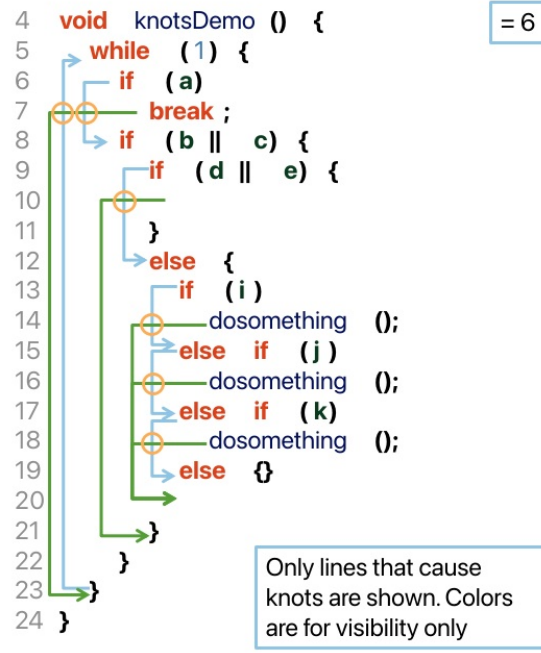 4 void knotsDemo () {
= 6
5 while (1) {
6 if (a)
7 break ;
8 if (b || c) {
9 if (d || e) {
10
11 }
12 else {
13 if (i)
14 dosomething ();
15 else if (j)
16 dosomething ();
17 else if (k)
18 dosomething ();
19 else {}
20
21 }
22 }
23 }
24 }
Only lines that cause
knots are shown. Colors
are for visibility only